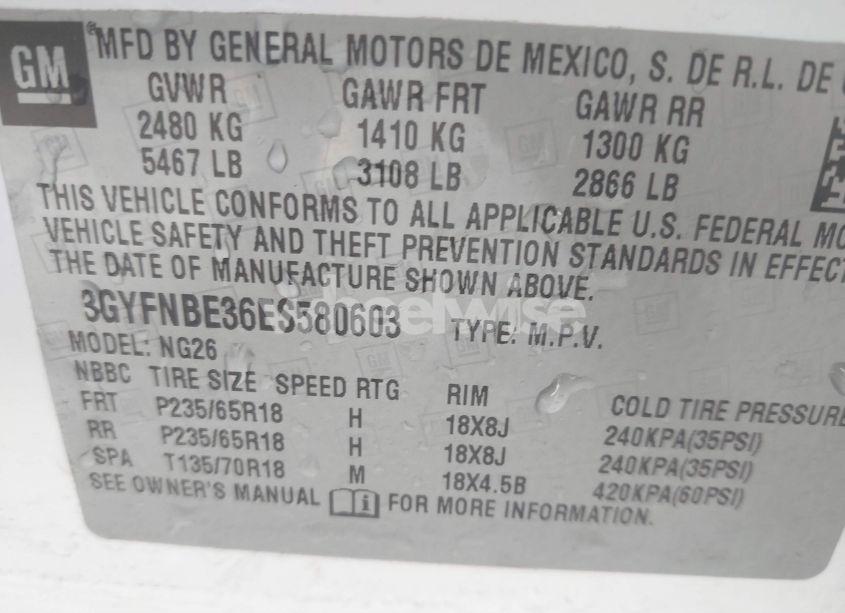 GM
MFD BY GENERAL MOTORS DE MEXICO, S. DE R.L. DE
GVWR GAWR FRT GAWR RR
2480 KG 1410 KG 1300 KG
5467 LB 3108 LB 2866 LB
THIS VEHICLE CONFORMS TO ALL APPLICABLE U.S. FEDERAL MO
VEHICLE SAFETY AND THEFT PREVENTION STANDARDS IN EFFECT
THE DATE OF MANUFACTURE SHOWN ABOVE.
3GYFNBE36ES580603 TYPE: M.P.V.
MODEL: NG26
NBBC TIRE SIZE SPEED RTG RIM COLD TIRE PRESSURE
FRT P235/65R18 H 18X8J 240KPA(35PSI)
RR P235/65R18 H 18X8J 240KPA(35PSI)
SPA T135/70R18 M 18X4.5B 420KPA(60PSI)
SEE OWNER'S MANUAL FOR MORE INFORMATION.